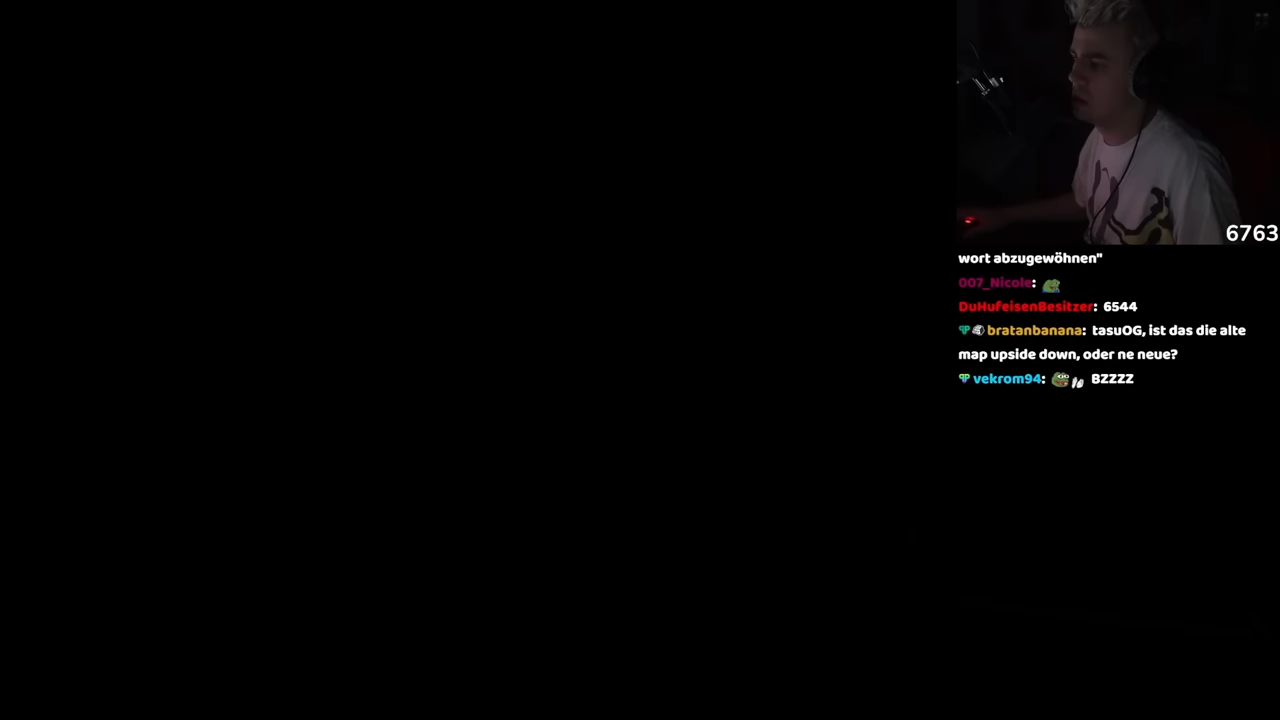 6763
wort abzugewöhnen"
007_Nicole:
DuHufeisenBesitzer: 6544
bratanbanana: tasuOG, ist das die alte
map upside down, oder ne neue?
vekrom94: BZZZZ